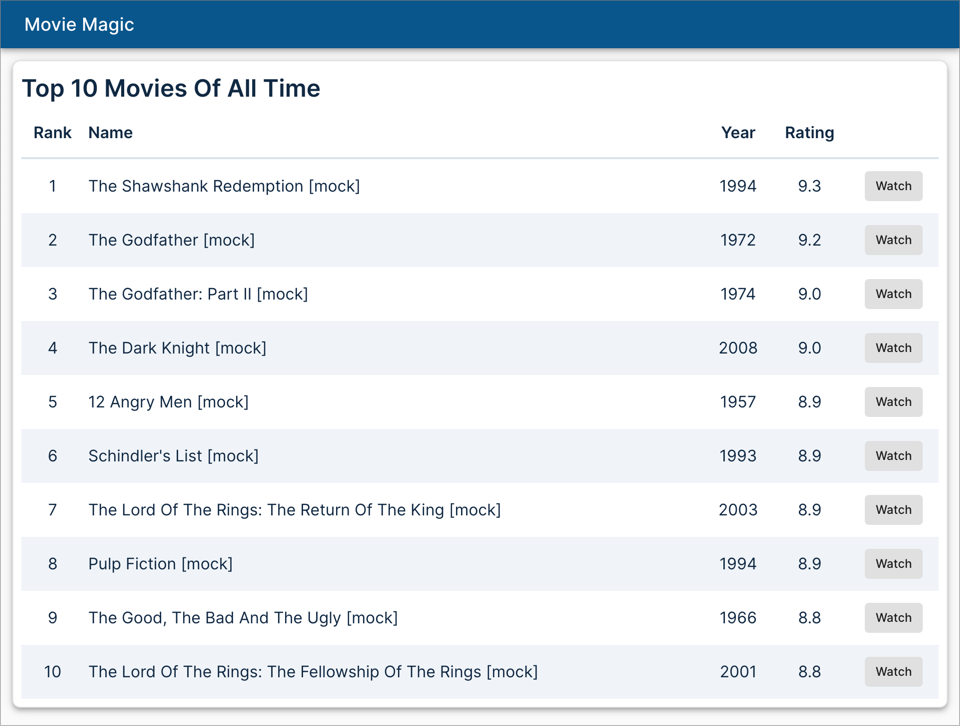 Movie Magic
Top 10 Movies Of All Time
Rank Name Year Rating
1 The Shawshank Redemption [mock] 1994 9.3 Watch
2 The Godfather [mock] 1972 9.2 Watch
3 The Godfather: Part II [mock] 1974 9.0 Watch
4 The Dark Knight [mock] 2008 9.0 Watch
5 12 Angry Men [mock] 1957 8.9 Watch
6 Schindler's List [mock] 1993 8.9 Watch
7 The Lord Of The Rings: The Return Of The King [mock] 2003 8.9 Watch
8 Pulp Fiction [mock] 1994 8.9 Watch
9 The Good, The Bad And The Ugly [mock] 1966 8.8 Watch
10 The Lord Of The Rings: The Fellowship Of The Rings [mock] 2001 8.8 Watch